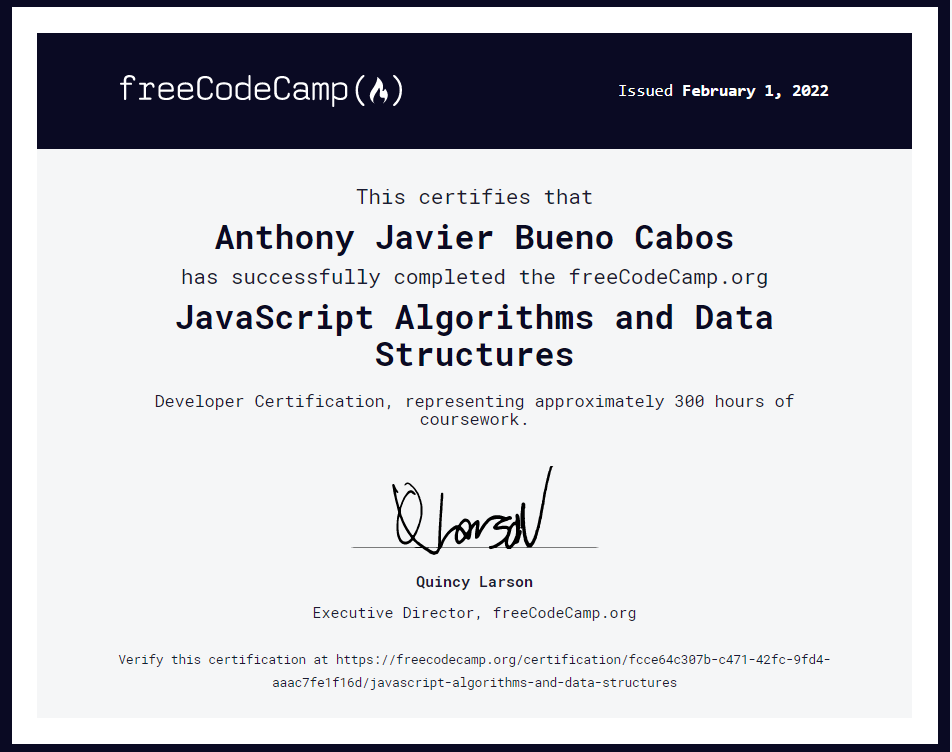 freeCodeCamp
Issued February 1, 2022
This certifies that
Anthony Javier Bueno Cabos
has successfully completed the freeCodeCamp.org
JavaScript Algorithms and Data
Structures
Developer Certification, representing approximately 300 hours of
coursework.
Q Larson
Quincy Larson
Executive Director, freeCodeCamp.org
Verify this certification at https://freecodecamp.org/certification/fcce64c307b-c471-42fc-9fd4-
aaac7fe1f16d/javascript-algorithms-and-data-structures